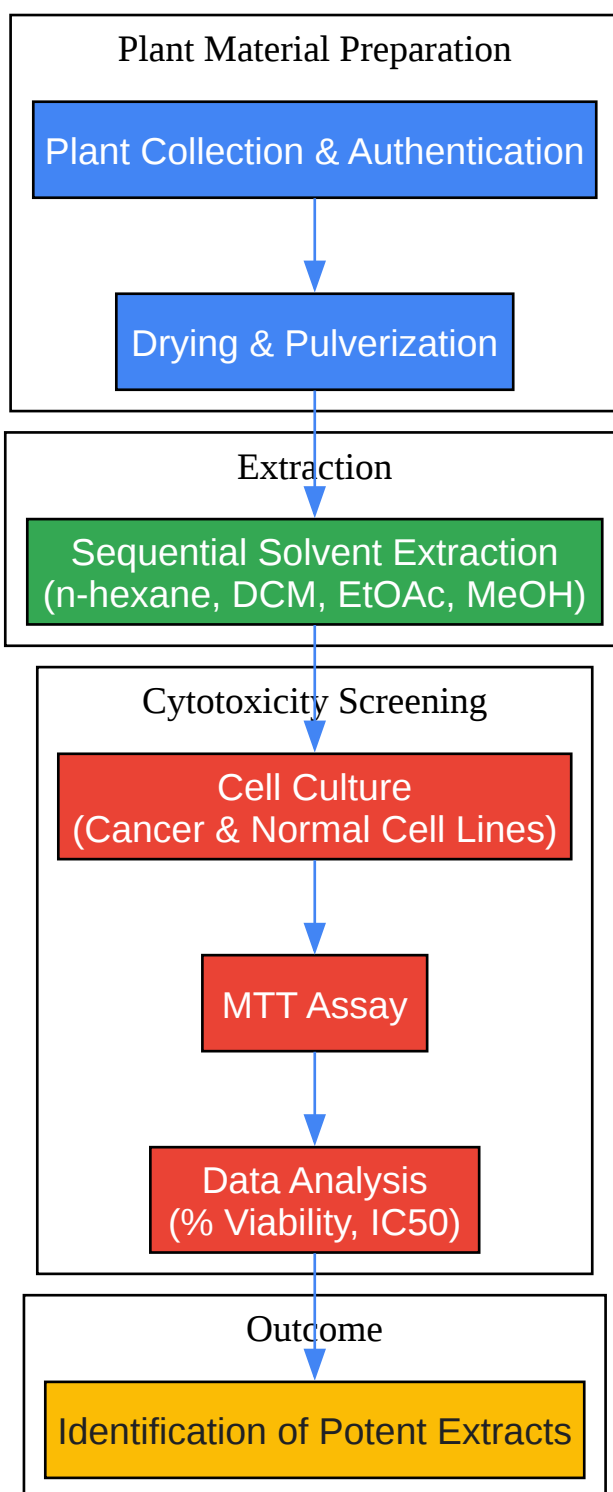 Plant Material Preparation
Plant Collection & Authentication
Drying & Pulverization
Extraction
Sequential Solvent Extraction
(n-hexane, DCM, EtOAc, MeOH)
Cytotoxicity Screening
Cell Culture
(Cancer & Normal Cell Lines)
MTT Assay
Data Analysis
(% Viability, IC50)
Outcome
Identification of Potent Extracts